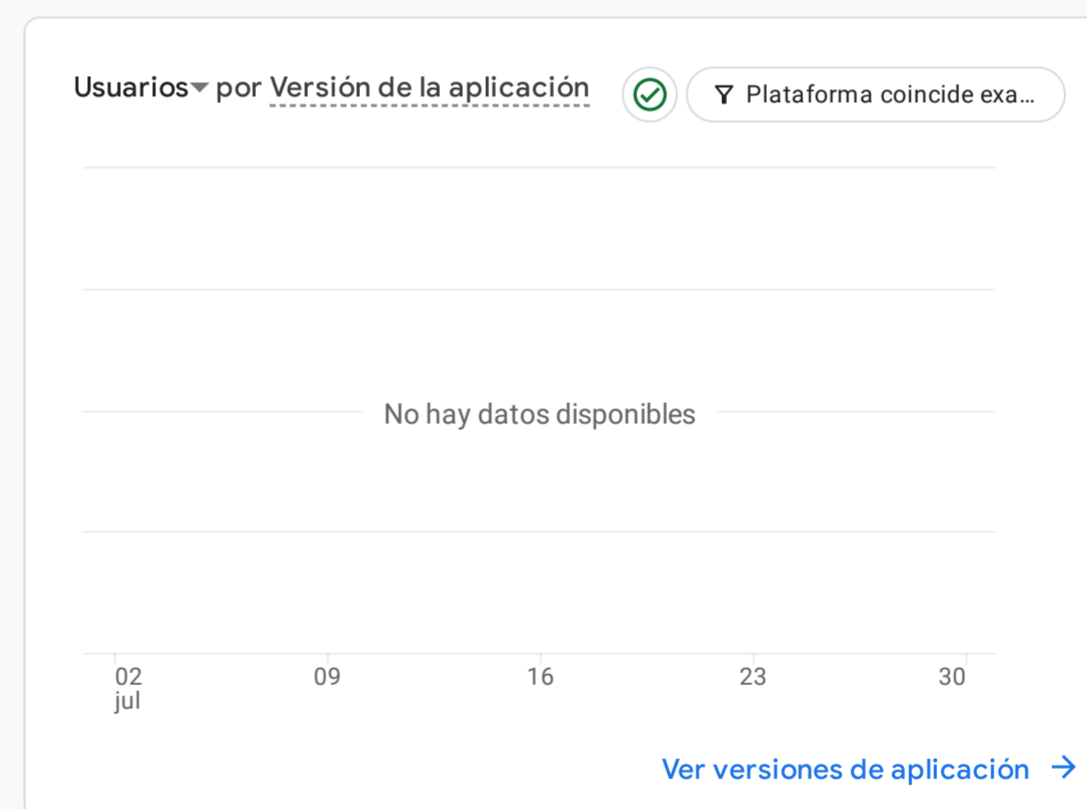 Usuarios por Versión de la aplicación
Plataforma coincide exa...
No hay datos disponibles
02 09 16 23 30
jul
Ver versiones de aplicación